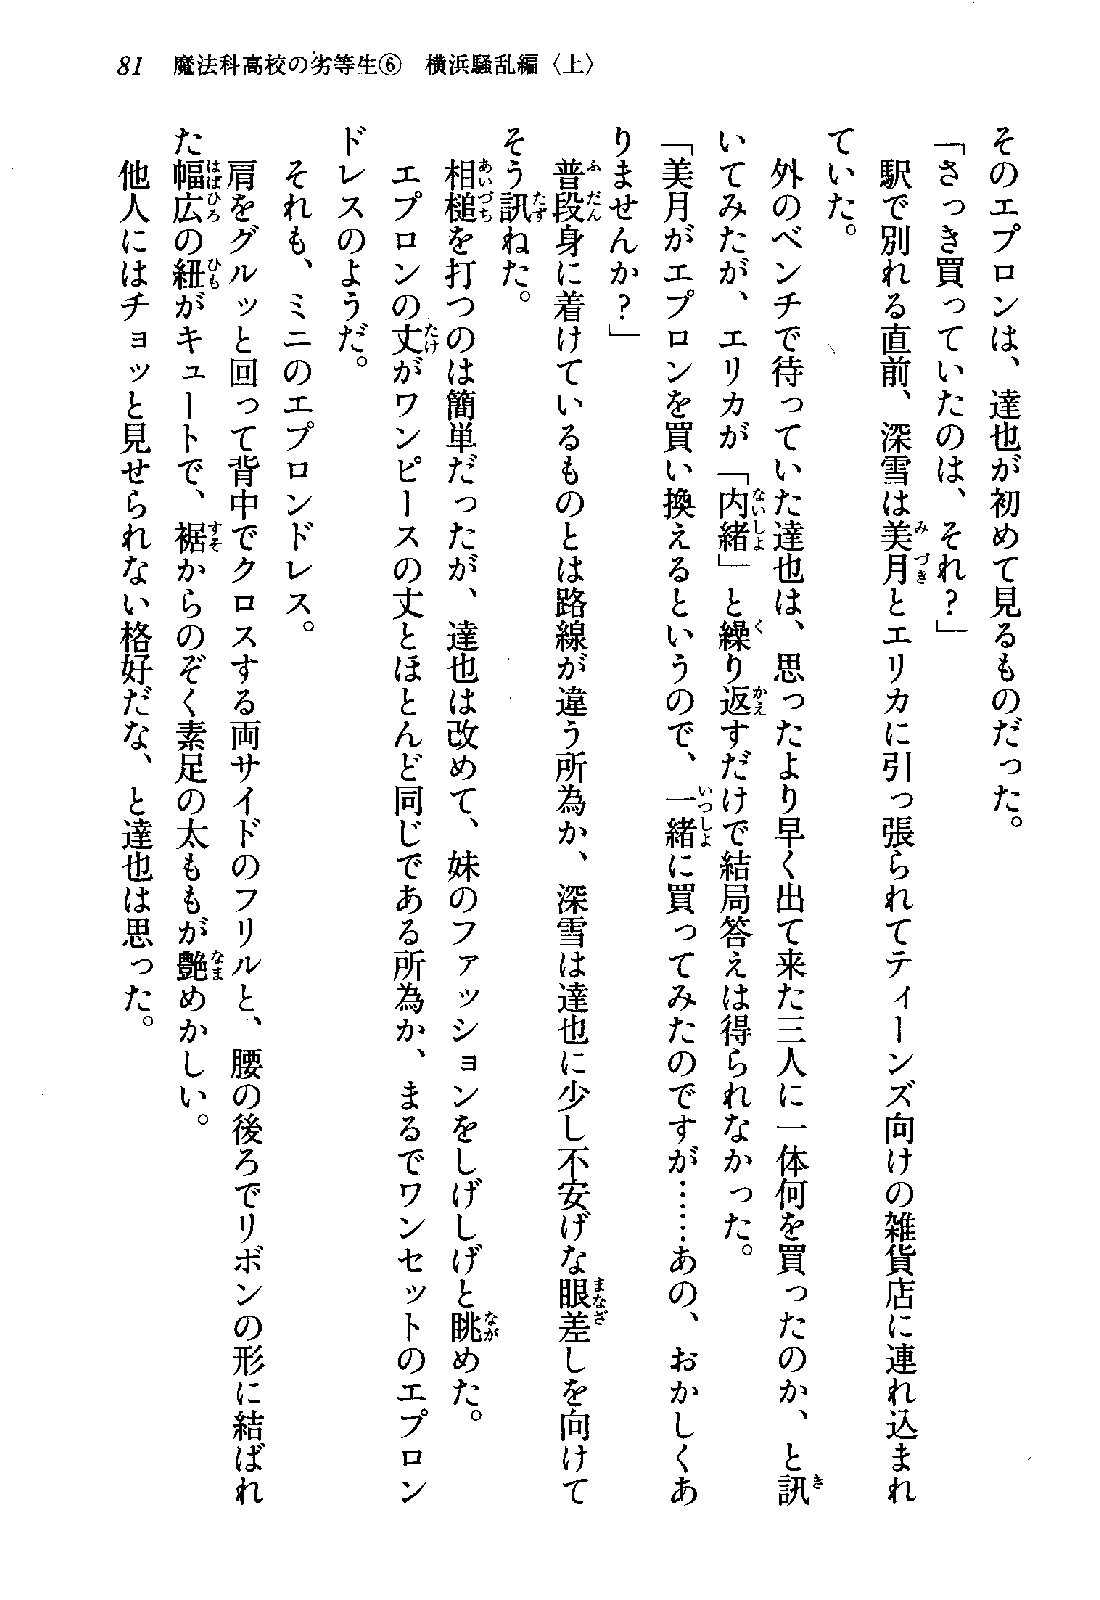 81 魔法科高校の劣等生⑥ 横浜騒乱編〈上〉
そのエプロンは、達也が初めて見るものだった。
「さっき買っていたのは、それ？」
駅で別れる直前、深雪は美月とエリカに引っ張られてティーンズ向けの雑貨店に連れ込まれ
ていた。
外のベンチで待っていた達也は、思ったより早く出て来た三人に一体何を買ったのか、と訊
いてみたが、エリカが「内緒」と繰り返すだけで結局答えは得られなかった。
「美月がエプロンを買い換えるというので、一緒に買ってみたのですが……あの、おかしくあ
りませんか？」
普段身に着けているものとは路線が違う所為か、深雪は達也に少し不安げな眼差しを向けて
そう訊ねた。
相槌を打つのは簡単だったが、達也は改めて、妹のファッションをしげしげと眺めた。
エプロンの丈がワンピースの丈とほとんど同じである所為か、まるでワンセットのエプロン
ドレスのようだ。
それも、ミニのエプロンドレス。
肩をグルッと回って背中でクロスする両サイドのフリルと、腰の後ろでリボンの形に結ばれ
た幅広の紐がキュートで、裾からのぞく素足の太ももが艶めかしい。
他人にはチョッと見せられない格好だな、と達也は思った。